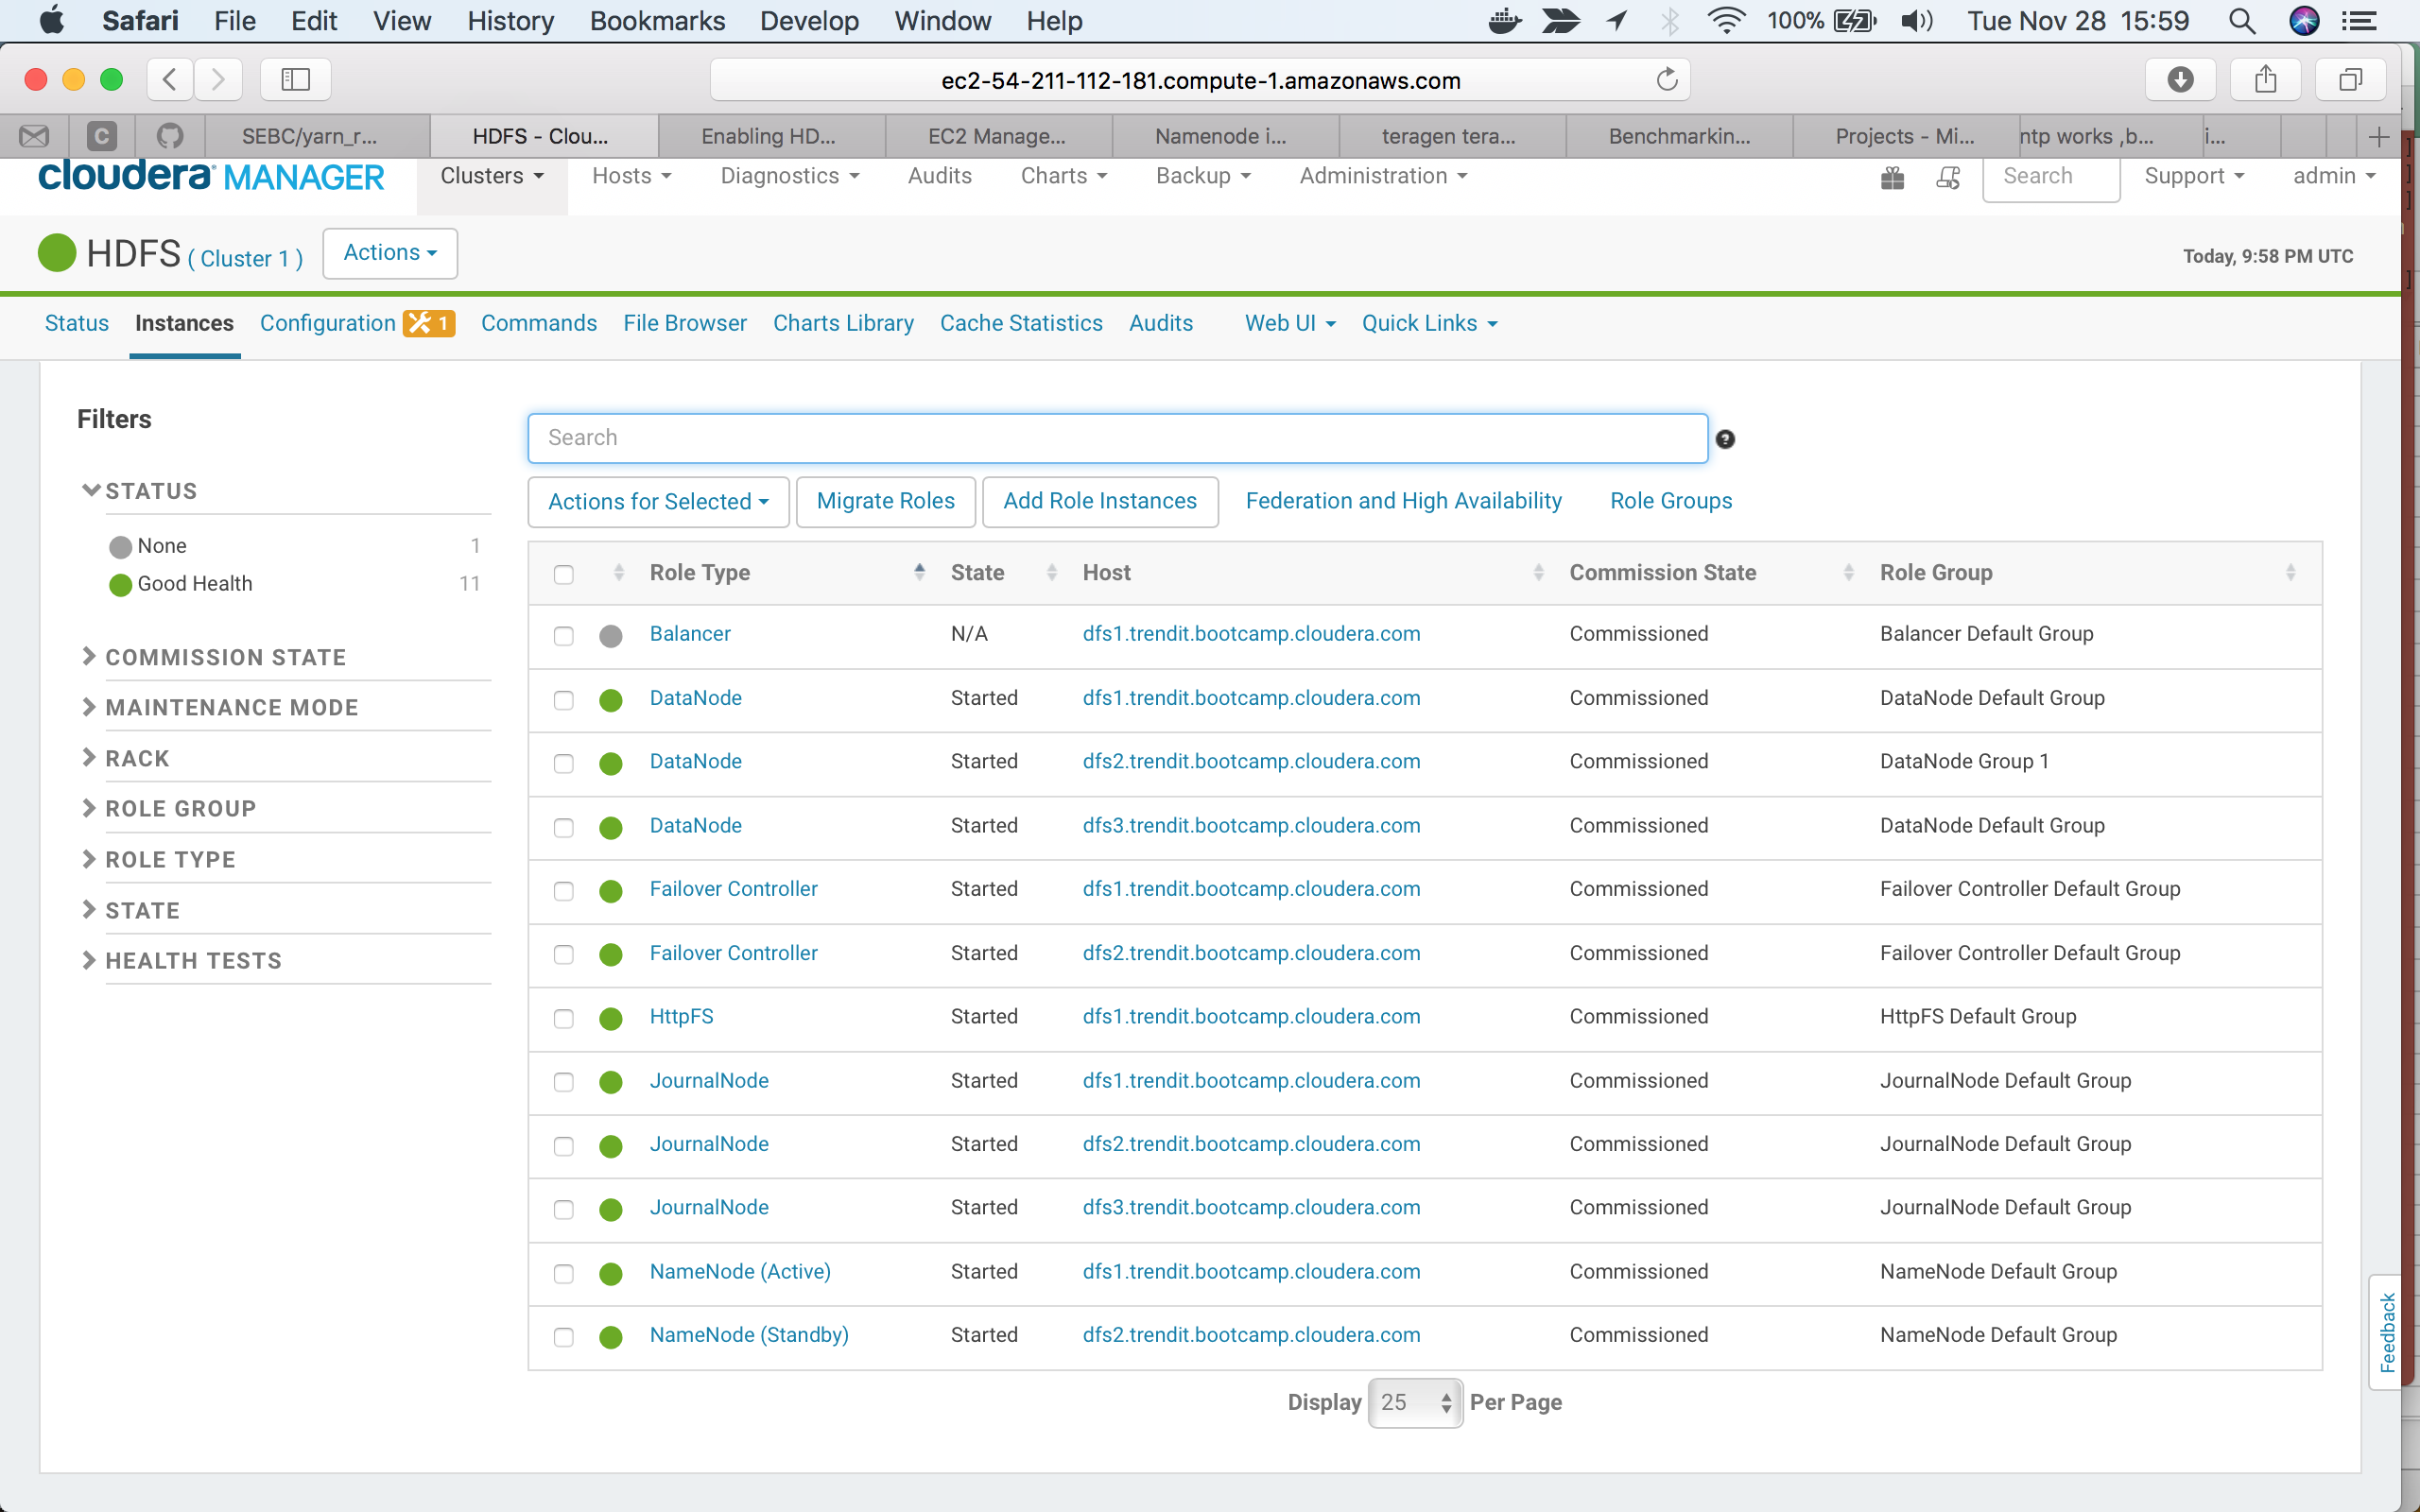 Safari File Edit View History Bookmarks Develop Window Help 100% Tue Nov 28 15:59
ec2-54-211-112-181.compute-1.amazonaws.com
C SEBC/yarn_r... HDFS - Clou... Enabling HD... EC2 Manage... Namenode i... teragen tera... Benchmarkin... Projects - Mi... ntp works ,b... i...
cloudera MANAGER Clusters Hosts Diagnostics Audits Charts Backup Administration Search Support admin
HDFS ( Cluster 1 ) Actions Today, 9:58 PM UTC
Status Instances Configuration 1 Commands File Browser Charts Library Cache Statistics Audits Web UI Quick Links
Filters
STATUS
None 1
Good Health 11
COMMISSION STATE
MAINTENANCE MODE
RACK
ROLE GROUP
ROLE TYPE
STATE
HEALTH TESTS
Search ?
Actions for Selected Migrate Roles Add Role Instances Federation and High Availability Role Groups
Role Type State Host Commission State Role Group
Balancer N/A dfs1.trendit.bootcamp.cloudera.com Commissioned Balancer Default Group
DataNode Started dfs1.trendit.bootcamp.cloudera.com Commissioned DataNode Default Group
DataNode Started dfs2.trendit.bootcamp.cloudera.com Commissioned DataNode Group 1
DataNode Started dfs3.trendit.bootcamp.cloudera.com Commissioned DataNode Default Group
Failover Controller Started dfs1.trendit.bootcamp.cloudera.com Commissioned Failover Controller Default Group
Failover Controller Started dfs2.trendit.bootcamp.cloudera.com Commissioned Failover Controller Default Group
HttpFS Started dfs1.trendit.bootcamp.cloudera.com Commissioned HttpFS Default Group
JournalNode Started dfs1.trendit.bootcamp.cloudera.com Commissioned JournalNode Default Group
JournalNode Started dfs2.trendit.bootcamp.cloudera.com Commissioned JournalNode Default Group
JournalNode Started dfs3.trendit.bootcamp.cloudera.com Commissioned JournalNode Default Group
NameNode (Active) Started dfs1.trendit.bootcamp.cloudera.com Commissioned NameNode Default Group
NameNode (Standby) Started dfs2.trendit.bootcamp.cloudera.com Commissioned NameNode Default Group
Display 25 Per Page
Feedback